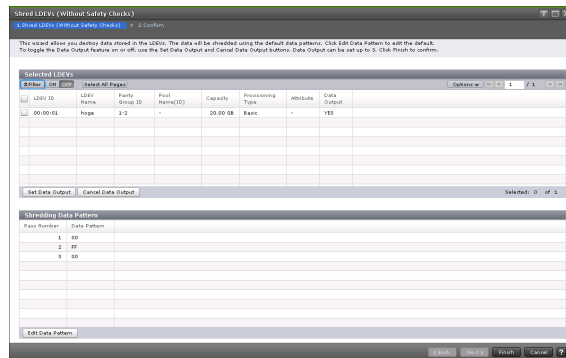 Shred LDEVs (Without Safety Checks)
1.Shred LDEVs (Without Safety Checks) > 2.Confirm
This wizard allows you destroy data stored in the LDEVs. The data will be shredded using the default data patterns. Click Edit Data Pattern to edit the default.
To toggle the Data Output feature on or off, use the Set Data Output and Cancel Data Output buttons. Data Output can be set up to 3. Click Finish to confirm.
Selected LDEVs
Filter ON OFF Select All Pages Options 1 / 1
LDEV ID LDEV Name Parity Group ID Pool Name(ID) Capacity Provisioning Type Attribute Data Output
00:00:01 hoge 1-2 - 20.00 GB Basic - YES
Set Data Output Cancel Data Output Selected: 0 of 1
Shredding Data Pattern
Pass Number Data Pattern
1 00
2 FF
3 00
Edit Data Pattern
Back Next Finish Cancel ?